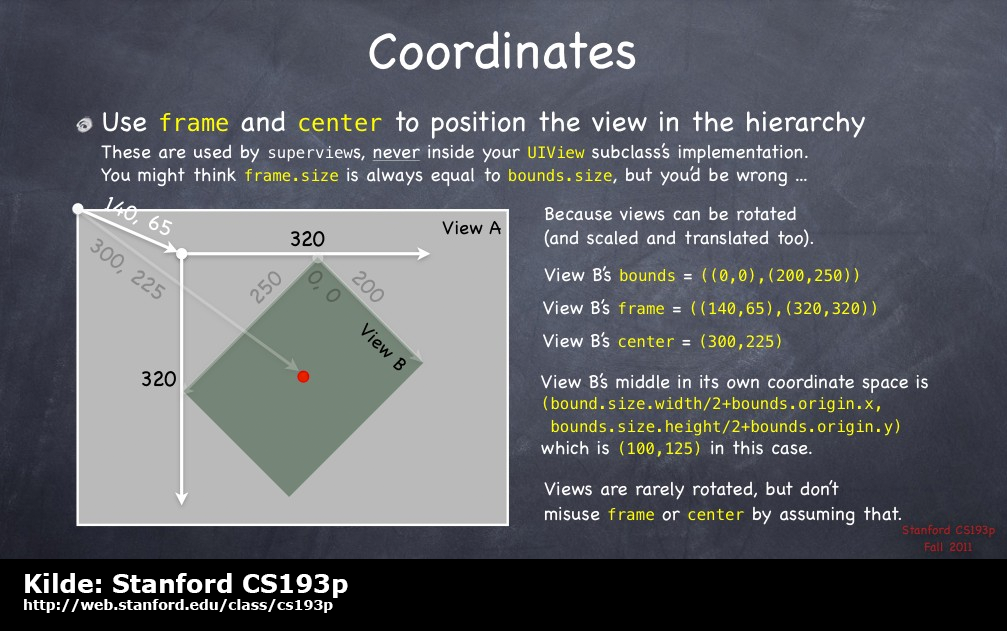 Coordinates
Use frame and center to position the view in the hierarchy
These are used by superviews, never inside your UIView subclass's implementation.
You might think frame.size is always equal to bounds.size, but you'd be wrong ...
140, 65
300, 225
320
View A
250
0, 0
200
View B
320
Because views can be rotated
(and scaled and translated too).
View B's bounds = ((0,0),(200,250))
View B's frame = ((140,65),(320,320))
View B's center = (300,225)
View B's middle in its own coordinate space is
(bound.size.width/2+bounds.origin.x,
bounds.size.height/2+bounds.origin.y)
which is (100,125) in this case.
Views are rarely rotated, but don't
misuse frame or center by assuming that.
Stanford CS193p
Fall 2011
Kilde: Stanford CS193p
http://web.stanford.edu/class/cs193p